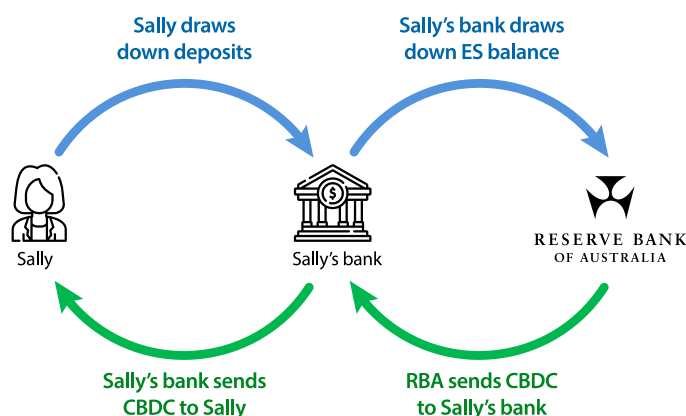 Sally draws
down deposits
Sally’s bank draws
down ES balance
$
Sally
Sally’s bank
RESERVE BANK
OF AUSTRALIA
Sally’s bank sends
CBDC to Sally
RBA sends CBDC
to Sally’s bank